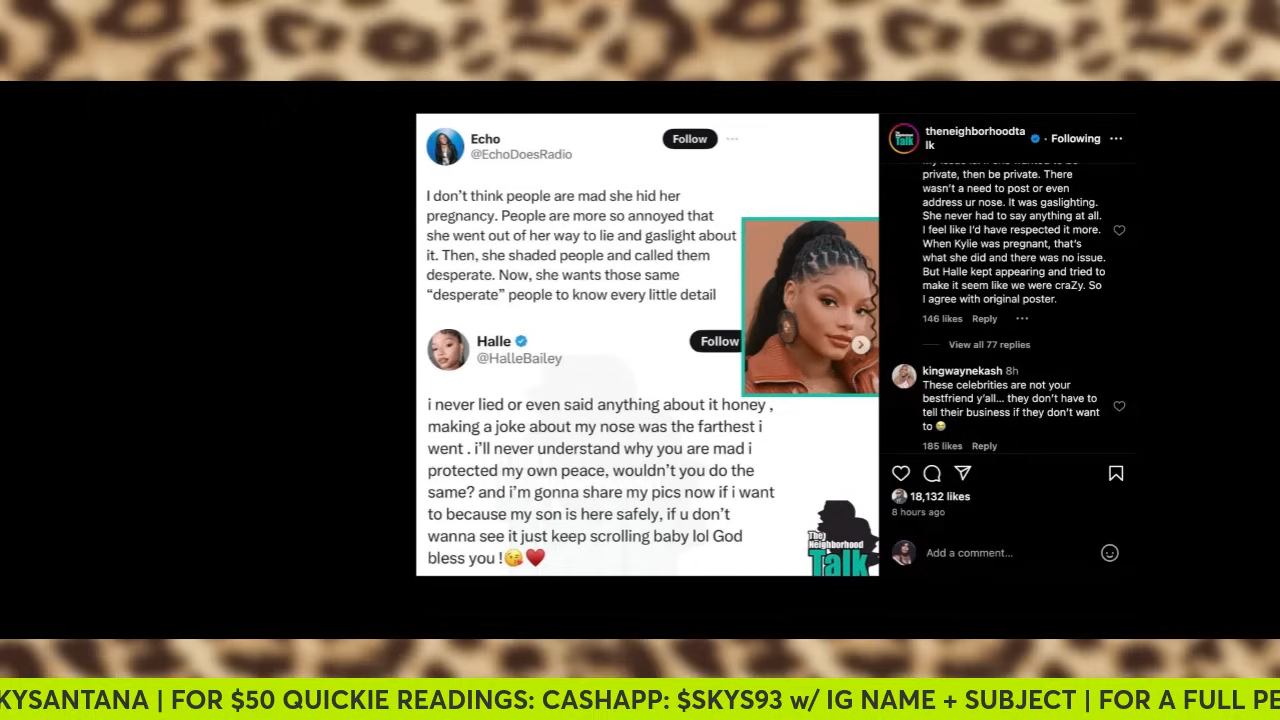 Echo
@EchoDoesRadio
Follow
I don't think people are mad she hid her
pregnancy. People are more so annoyed that
she went out of her way to lie and gaslight about
it. Then, she shaded people and called them
desperate. Now, she wants those same
“desperate” people to know every little detail
Halle
@HalleBailey
Follow
i never lied or even said anything about it honey ,
making a joke about my nose was the farthest i
went . i'll never understand why you are mad i
protected my own peace, wouldn't you do the
same? and i'm gonna share my pics now if i want
to because my son is here safely, if u don't
wanna see it just keep scrolling baby lol God
bless you !😘♥️
The
Neighborhood
Talk
Talk
theneighborhoodta
lk
· Following
private, then be private. There
wasn't a need to post or even
address ur nose. It was gaslighting.
She never had to say anything at all.
I feel like I'd have respected it more.
When Kylie was pregnant, that's
what she did and there was no issue.
But Halle kept appearing and tried to
make it seem like we were craZy. So
I agree with original poster.
146 likes Reply
View all 77 replies
kingwaynekash 8h
These celebrities are not your
bestfriend y'all... they don't have to
tell their business if they don't want
to 😂
185 likes Reply
18,132 likes
8 hours ago
Add a comment...
KYSANTANA | FOR $50 QUICKIE READINGS: CASHAPP: $SKYS93 w/ IG NAME + SUBJECT | FOR A FULL PE